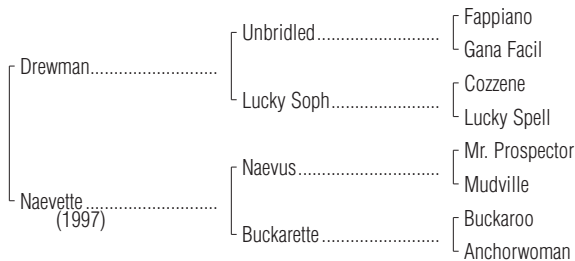 Fappiano
Unbridled..............................
Gana Facil
Drewman................................
Cozzene
Lucky Soph...........................
Lucky Spell
Mr. Prospector
Naevus...................................
Mudville
Naevette.................................
(1997)
Buckaroo
Buckarette.............................
Anchorwoman